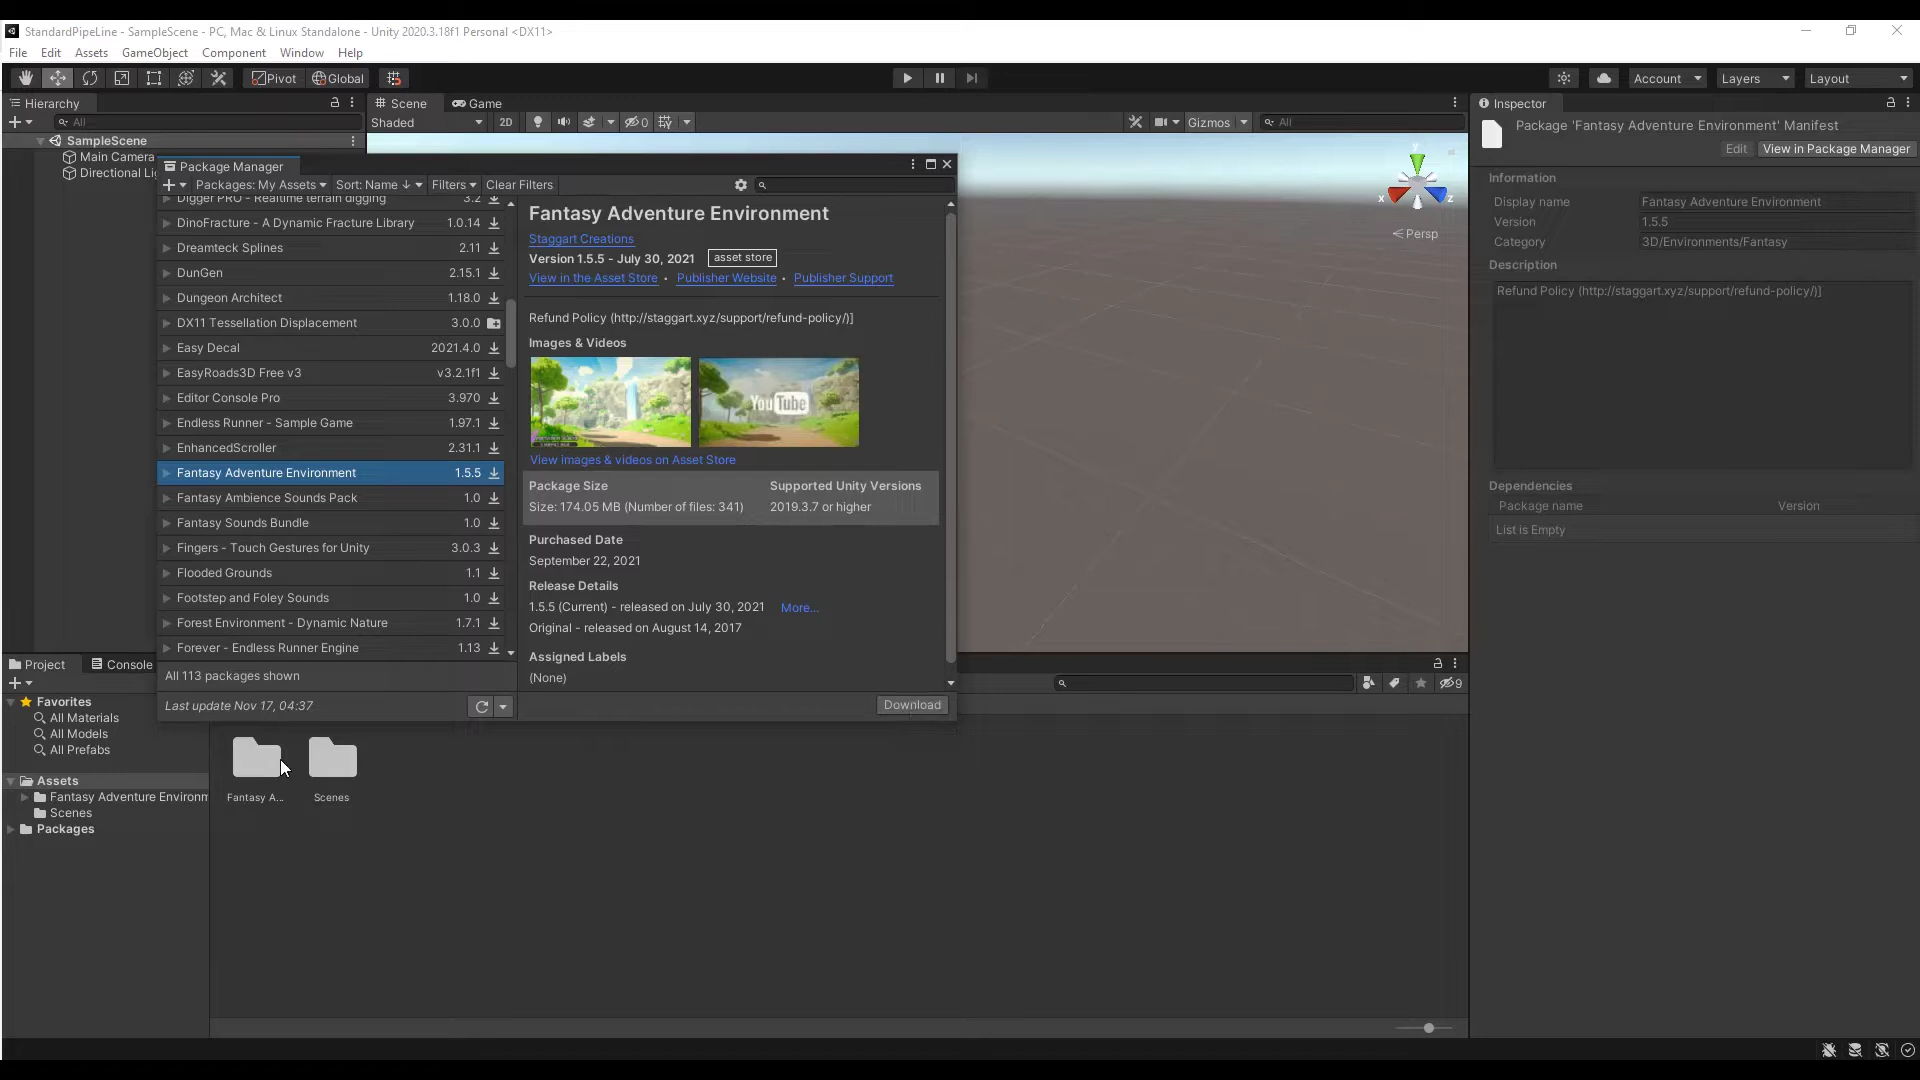 StandardPipeLine - SampleScene - PC, Mac & Linux Standalone - Unity 2020.3.18f1 Personal <DX11>
File Edit Assets GameObject Component Window Help
Pivot Global Account Layers Layout
Hierarchy
All
SampleScene
Main Camera
Directional Li
Scene Game
Shaded 2D 0 Gizmos All
y
x z
Persp
Package Manager
Packages: My Assets Sort: Name ↓ Filters Clear Filters
Digger PRO - Realtime terrain digging 3.2
DinoFracture - A Dynamic Fracture Library 1.0.14
Dreamteck Splines 2.11
DunGen 2.15.1
Dungeon Architect 1.18.0
DX11 Tessellation Displacement 3.0.0
Easy Decal 2021.4.0
EasyRoads3D Free v3 v3.2.1f1
Editor Console Pro 3.970
Endless Runner - Sample Game 1.97.1
EnhancedScroller 2.31.1
Fantasy Adventure Environment 1.5.5
Fantasy Ambience Sounds Pack 1.0
Fantasy Sounds Bundle 1.0
Fingers - Touch Gestures for Unity 3.0.3
Flooded Grounds 1.1
Footstep and Foley Sounds 1.0
Forest Environment - Dynamic Nature 1.7.1
Forever - Endless Runner Engine 1.13
All 113 packages shown
Last update Nov 17, 04:37
Fantasy Adventure Environment
Staggart Creations
Version 1.5.5 - July 30, 2021 asset store
View in the Asset Store • Publisher Website • Publisher Support
Refund Policy (http://staggart.xyz/support/refund-policy/)]
Images & Videos
YouTube
View images & videos on Asset Store
Package Size Supported Unity Versions
Size: 174.05 MB (Number of files: 341) 2019.3.7 or higher
Purchased Date
September 22, 2021
Release Details
1.5.5 (Current) - released on July 30, 2021 More...
Original - released on August 14, 2017
Assigned Labels
(None)
Download
Inspector
Package 'Fantasy Adventure Environment' Manifest
Edit View in Package Manager
Information
Display name Fantasy Adventure Environment
Version 1.5.5
Category 3D/Environments/Fantasy
Description
Refund Policy (http://staggart.xyz/support/refund-policy/)]
Dependencies
Package name Version
List is Empty
Project Console
9
Favorites
All Materials
All Models
All Prefabs
Assets
Fantasy Adventure Environm
Scenes
Packages
Fantasy A... Scenes